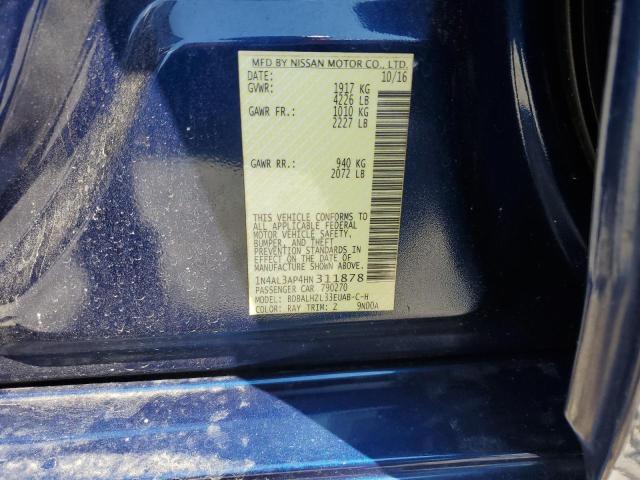 MFD BY NISSAN MOTOR CO., LTD.
DATE: 10/16
GVWR: 1917 KG
4226 LB
GAWR FR.: 1010 KG
2227 LB
GAWR RR.: 940 KG
2072 LB
THIS VEHICLE CONFORMS TO
ALL APPLICABLE FEDERAL
MOTOR VEHICLE SAFETY,
BUMPER, AND THEFT
PREVENTION STANDARDS IN
EFFECT ON THE DATE OF
MANUFACTURE SHOWN ABOVE.
1N4AL3AP4HN311878
PASSENGER CAR 790270
MODEL: BDBALHZL33EUAB-C-H
COLOR: RAY TRIM: Z 9ND0A